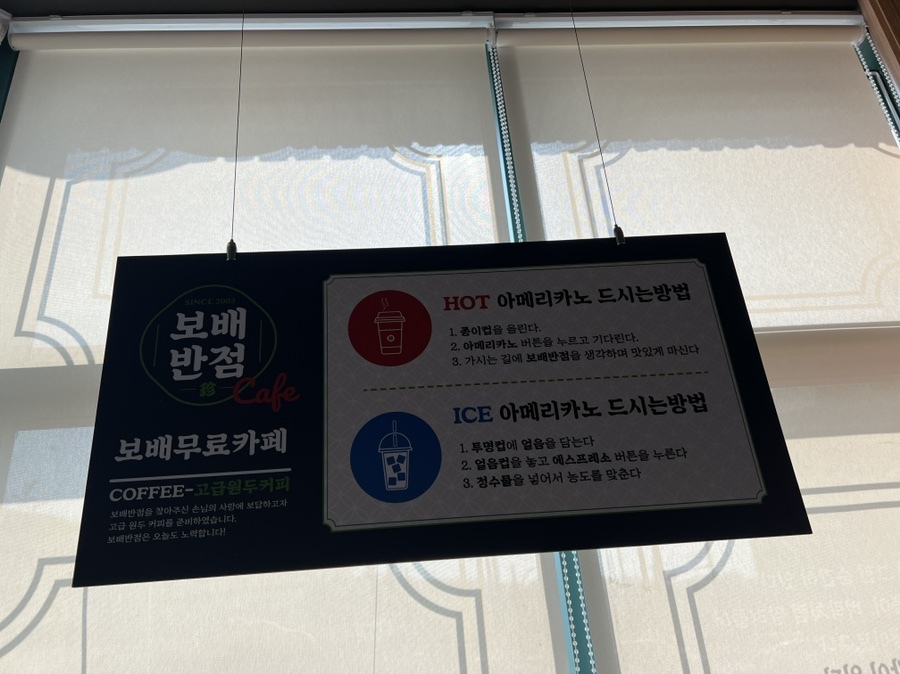 SINCE 2003
보배
반점
珍 Cafe
보배무료카페
COFFEE-고급원두커피
보배반점을 찾아주신 손님의 사랑에 보답하고자
고급 원두 커피를 준비하였습니다.
보배반점은 오늘도 노력합니다!
HOT 아메리카노 드시는방법
1. 종이컵을 올린다.
2. 아메리카노 버튼을 누르고 기다린다.
3. 가시는 길에 보배반점을 생각하며 맛있게 마신다
ICE 아메리카노 드시는방법
1. 투명컵에 얼음을 담는다
2. 얼음컵을 놓고 에스프레소 버튼을 누른다
3. 정수물을 넣어서 농도를 맞춘다